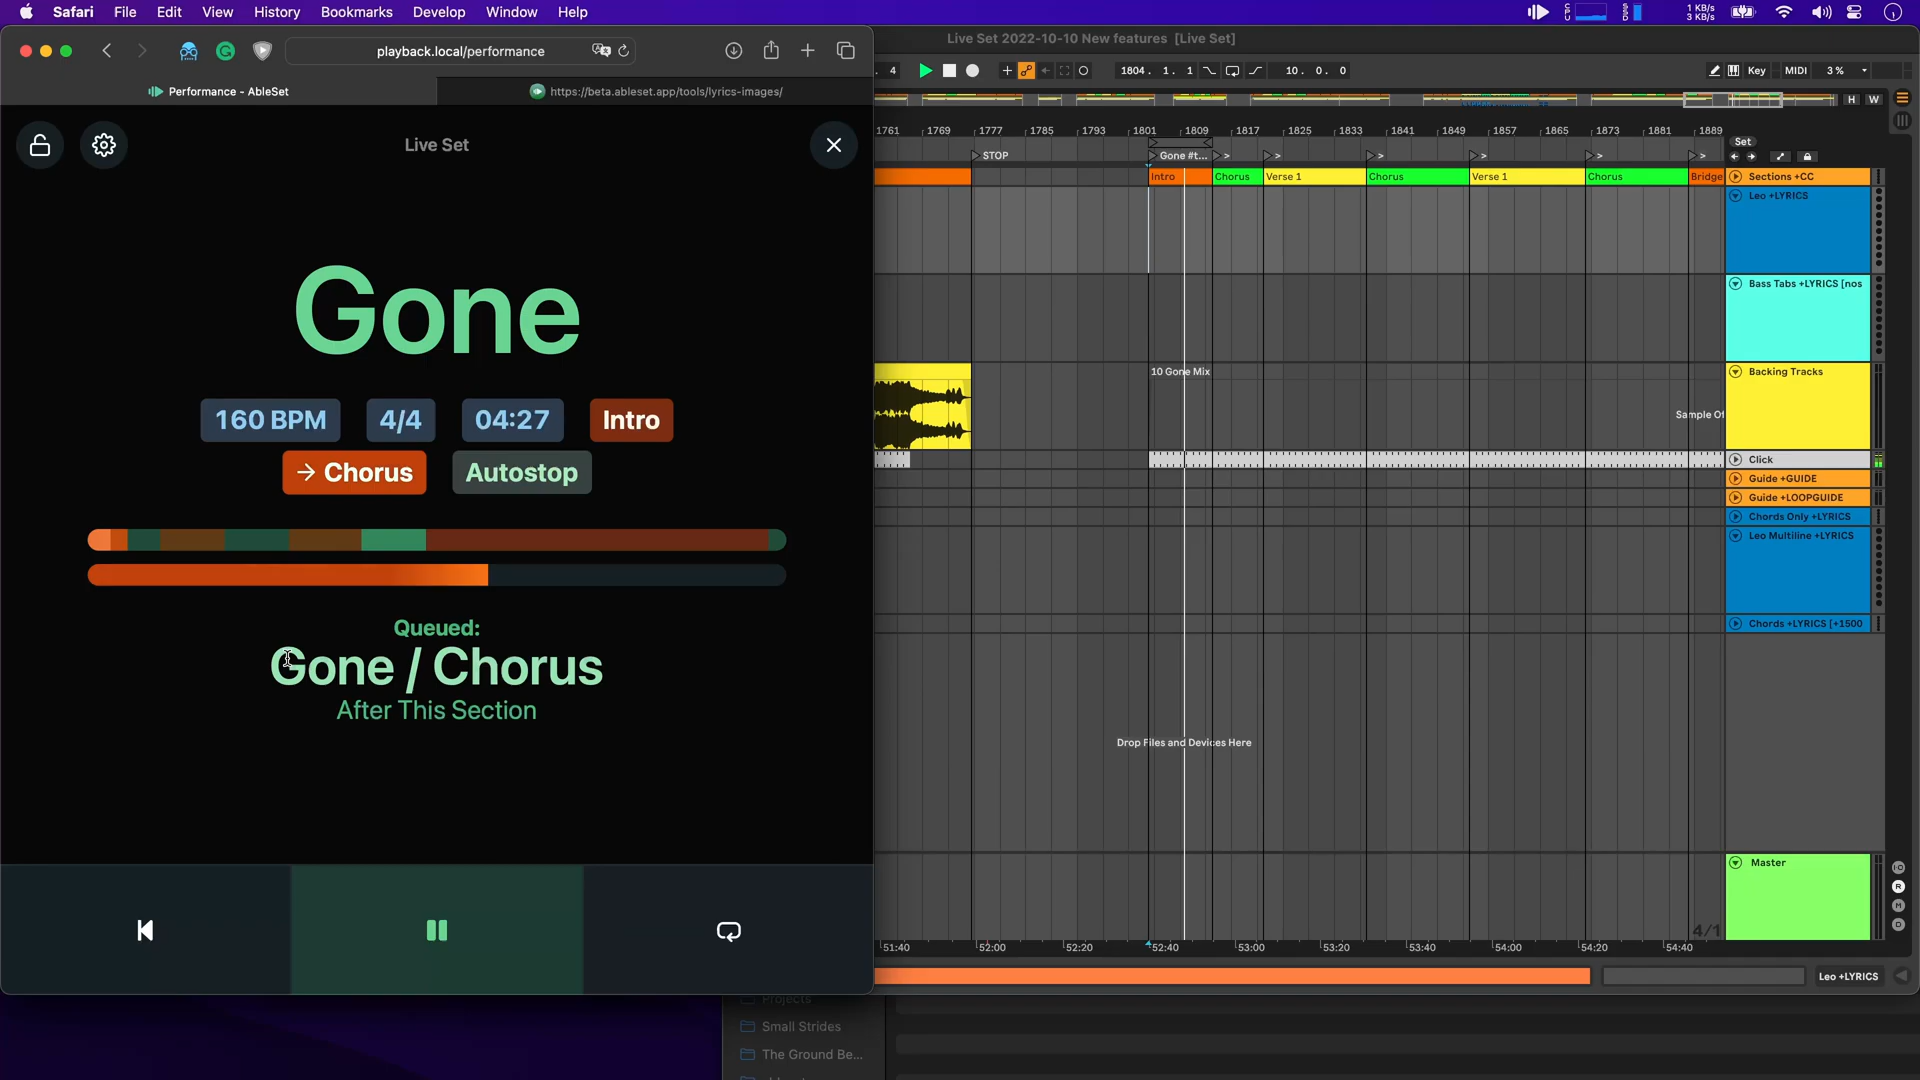 Safari File Edit View History Bookmarks Develop Window Help
1 KB/s
3 KB/s
playback.local/performance
Performance - AbleSet
https://beta.ableset.app/tools/lyrics-images/
Live Set
Gone
160 BPM 4/4 04:27 Intro
→ Chorus Autostop
Queued:
Gone / Chorus
After This Section
Live Set 2022-10-10 New features [Live Set]
4 1804. 1. 1 10. 0. 0 Key MIDI 3%
H W
1761 1769 1777 1785 1793 1801 1809 1817 1825 1833 1841 1849 1857 1865 1873 1881 1889
Set
STOP Gone #t... > > > > > >
Intro Chorus Verse 1 Chorus Verse 1 Chorus Bridge Sections +CC
Leo +LYRICS
Bass Tabs +LYRICS [nos
10 Gone Mix Backing Tracks
Sample Of
Click
Guide +GUIDE
Guide +LOOPGUIDE
Chords Only +LYRICS
Leo Multiline +LYRICS
Chords +LYRICS [+1500
Drop Files and Devices Here
Master
4/1
51:40 52:00 52:20 52:40 53:00 53:20 53:40 54:00 54:20 54:40
Leo +LYRICS
Projects
Small Strides
The Ground Be...